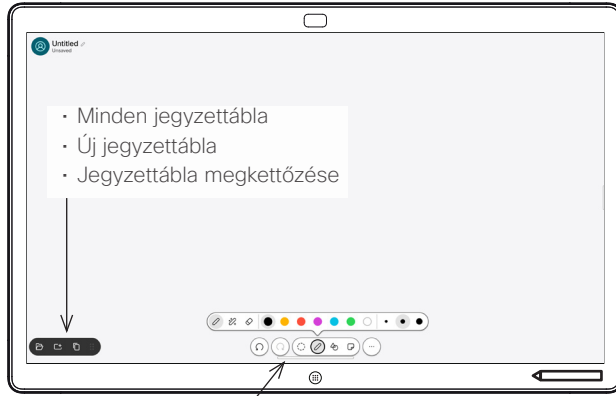 Untitled
Unsaved
· Minden jegyzettábla
· Új jegyzettábla
· Jegyzettábla megkettőzése